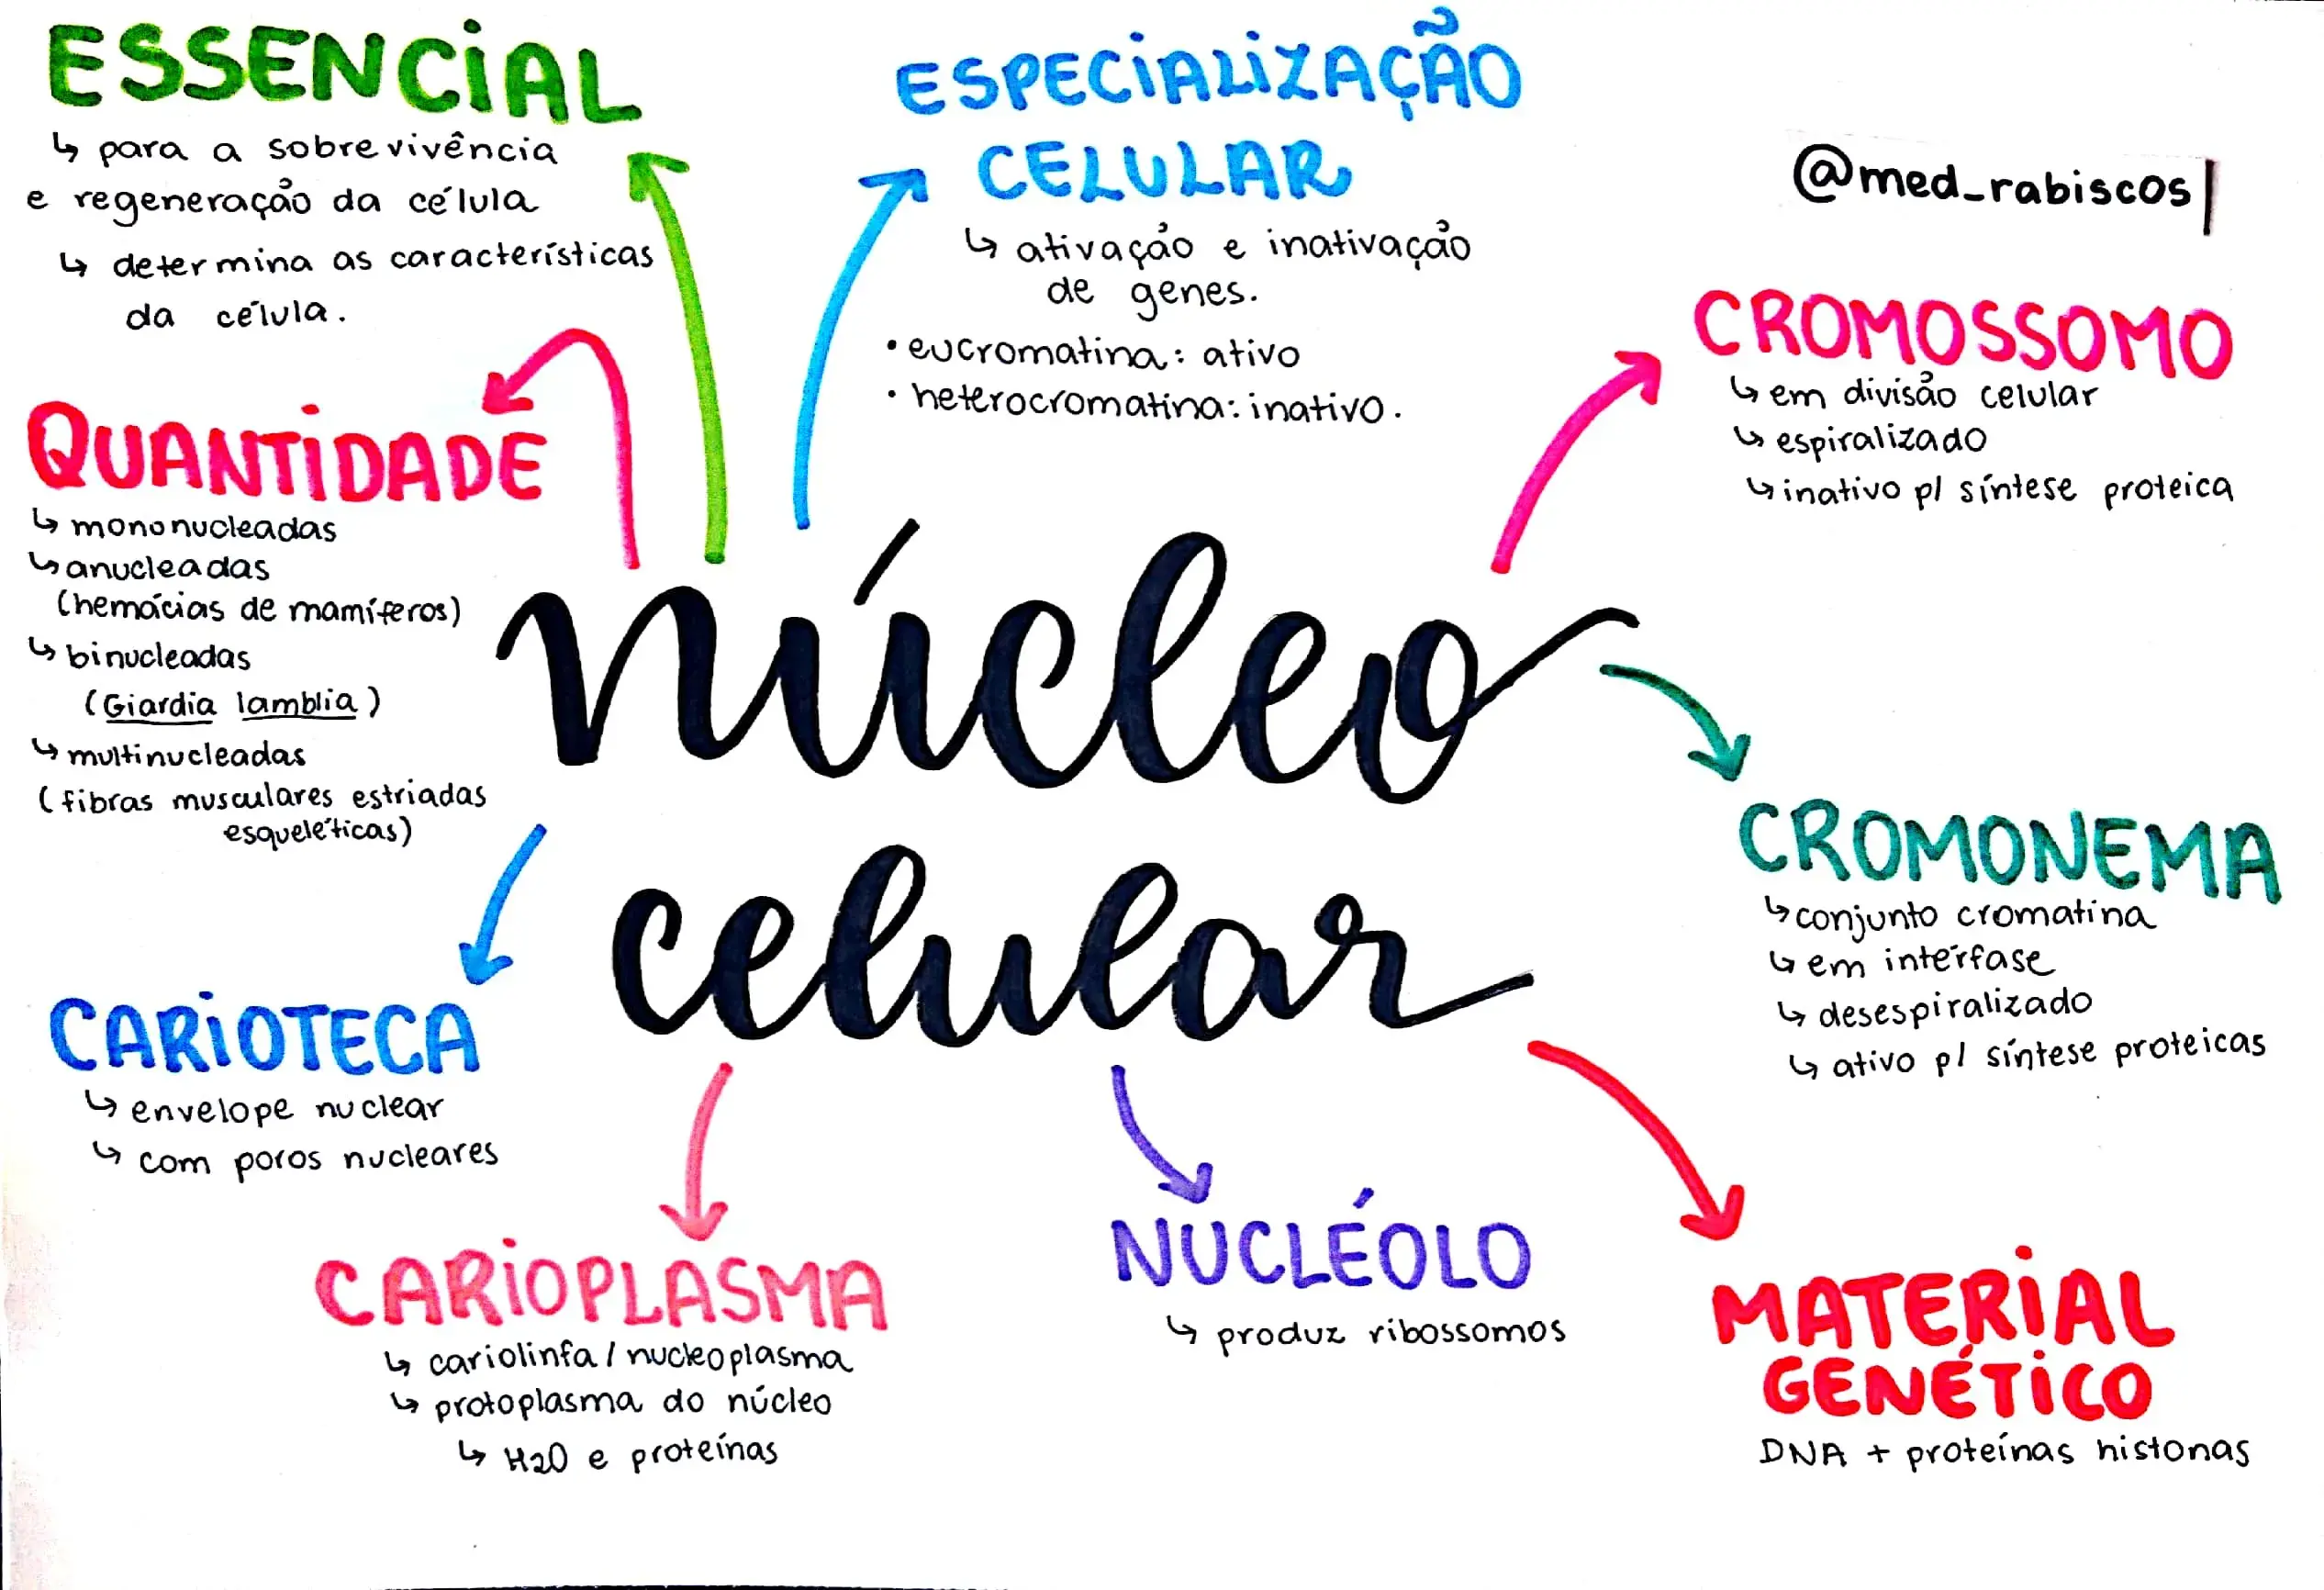 ESSENCIAL
↳ para a sobrevivência
e regeneração da célula
↳ determina as características
da célula.
ESPECIALIZAÇÃO
CELULAR
↳ ativação e inativação
de genes.
• eucromatina: ativo
• heterocromatina: inativo.
@med_rabiscos
CROMOSSOMO
↳ em divisão celular
↳ espiralizado
↳ inativo p/ síntese proteica
QUANTIDADE
↳ mononucleadas
↳ anucleadas
(hemácias de mamíferos)
↳ binucleadas
(Giardia lamblia)
↳ multinucleadas
(fibras musculares estriadas
esqueléticas)
núcleo
celular
CROMONEMA
↳ conjunto cromatina
↳ em intérfase
↳ desespiralizado
↳ ativo p/ síntese proteicas
CARIOTECA
↳ envelope nuclear
↳ com poros nucleares
CARIOPLASMA
↳ cariolinfa / nucleoplasma
↳ protoplasma do núcleo
↳ H2O e proteínas
NUCLÉOLO
↳ produz ribossomos
MATERIAL
GENÉTICO
DNA + proteínas histonas